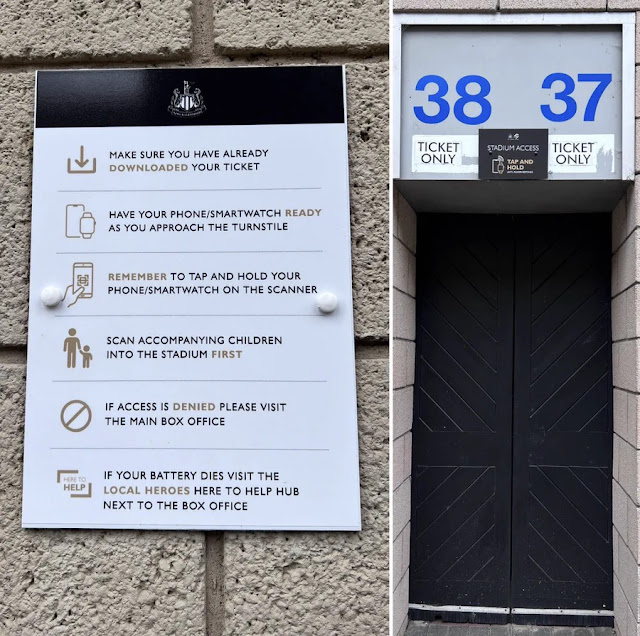 MAKE SURE YOU HAVE ALREADY
DOWNLOADED YOUR TICKET
HAVE YOUR PHONE/SMARTWATCH READY
AS YOU APPROACH THE TURNSTILE
REMEMBER TO TAP AND HOLD YOUR
PHONE/SMARTWATCH ON THE SCANNER
SCAN ACCOMPANYING CHILDREN
INTO THE STADIUM FIRST
IF ACCESS IS DENIED PLEASE VISIT
THE MAIN BOX OFFICE
HERE TO
HELP
IF YOUR BATTERY DIES VISIT THE
LOCAL HEROES HERE TO HELP HUB
NEXT TO THE BOX OFFICE
38 37
TICKET
ONLY
STADIUM ACCESS
TAP AND
HOLD
TICKET
ONLY